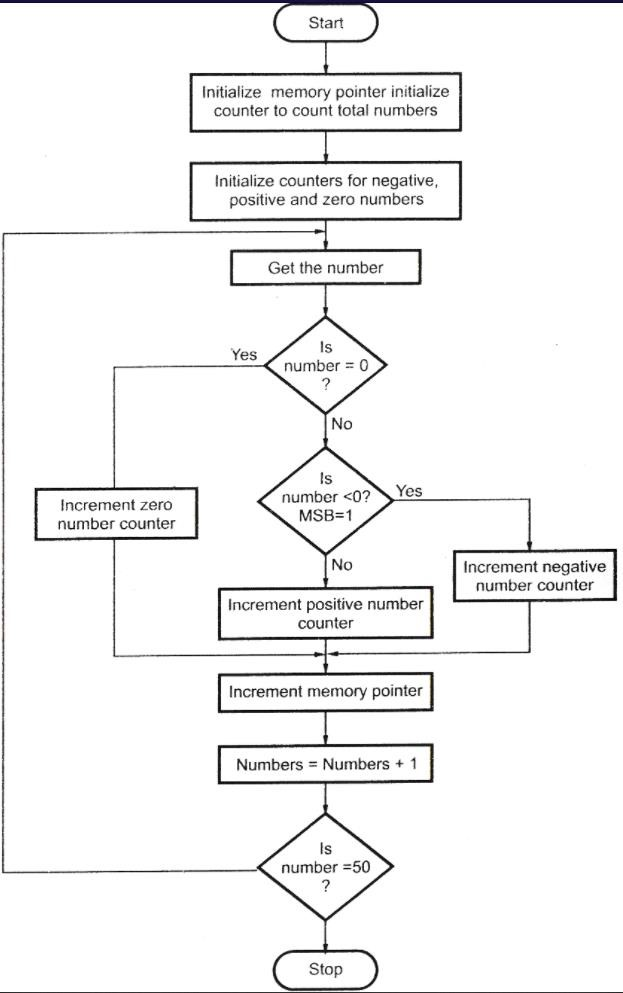 Start
Initialize memory pointer initialize
counter to count total numbers
Initialize counters for negative,
positive and zero numbers
Get the number
Is
number = 0
?
Yes
No
Is
number <0?
MSB=1
Yes
No
Increment zero
number counter
Increment negative
number counter
Increment positive number
counter
Increment memory pointer
Numbers = Numbers + 1
Is
number =50
?
Stop